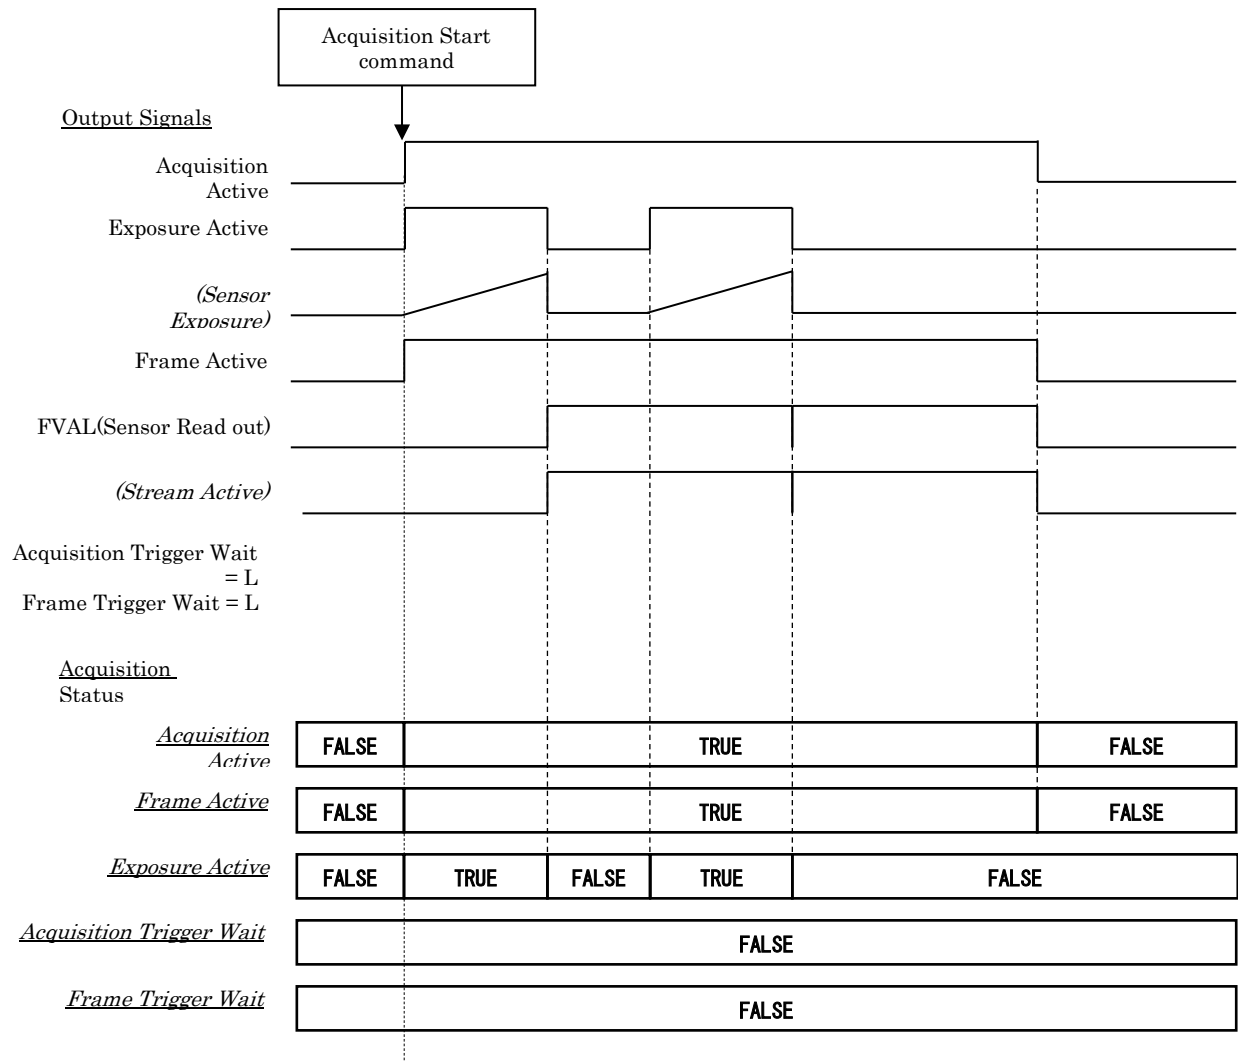 Acquisition Start
command
Output Signals
Acquisition
Active
Exposure Active
(Sensor
Exposure)
Frame Active
FVAL(Sensor Read out)
(Stream Active)
Acquisition Trigger Wait
= L
Frame Trigger Wait = L
Acquisition
Status
Acquisition
Active
FALSE TRUE FALSE
Frame Active
FALSE TRUE FALSE
Exposure Active
FALSE TRUE FALSE TRUE FALSE
Acquisition Trigger Wait
FALSE
Frame Trigger Wait
FALSE